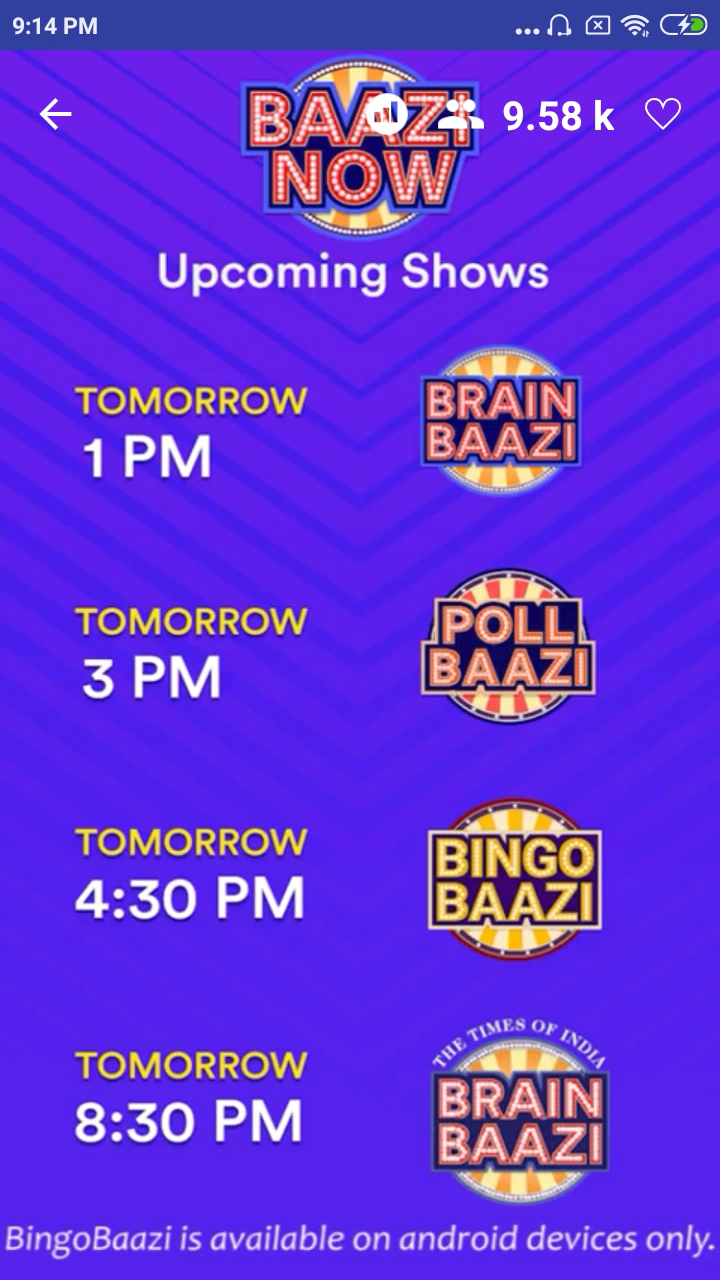 9:14 PM
BAAZI
NOW
9.58 k
Upcoming Shows
TOMORROW
1 PM
BRAIN
BAAZI
TOMORROW
3 PM
POLL
BAAZI
TOMORROW
4:30 PM
BINGO
BAAZI
THE TIMES OF INDIA
TOMORROW
8:30 PM
BRAIN
BAAZI
BingoBaazi is available on android devices only.